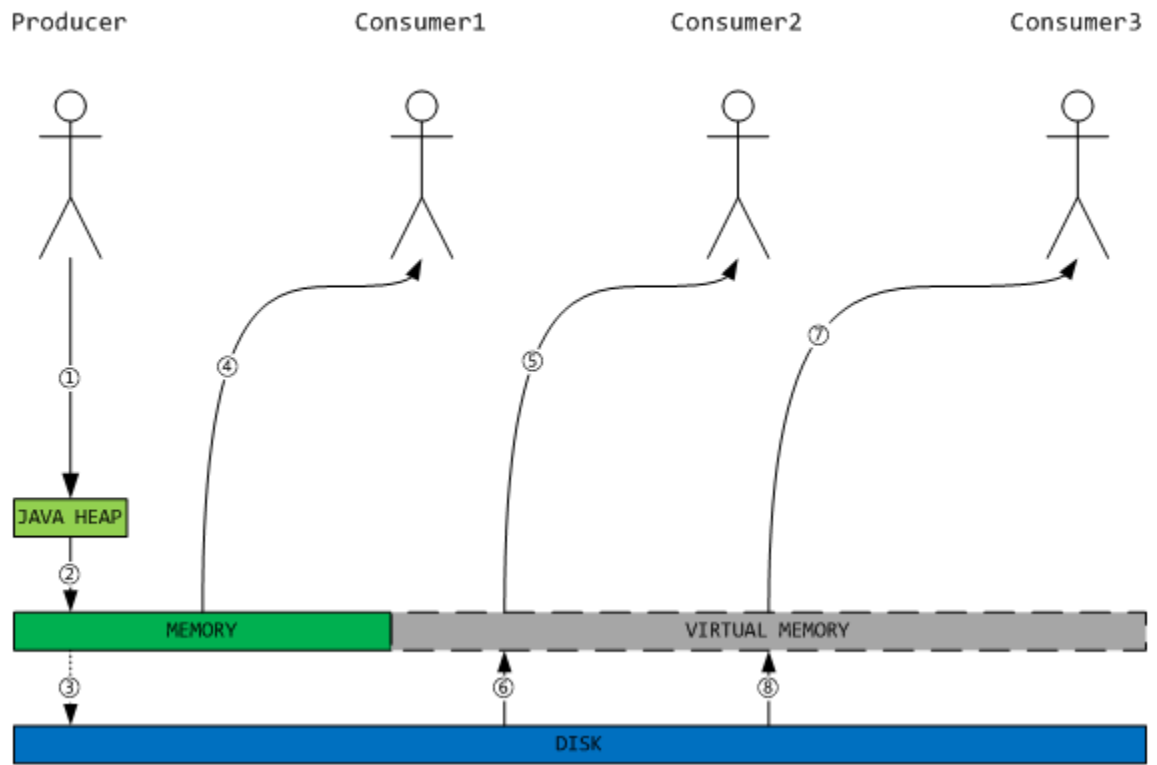 Producer
Consumer1
Consumer2
Consumer3
④
⑤
⑦
①
JAVA HEAP
②
MEMORY
VIRTUAL MEMORY
③
⑥
⑧
DISK